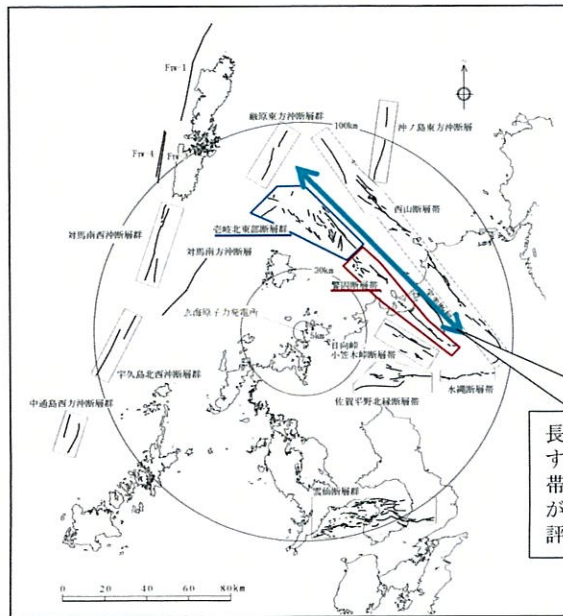 FTW-1
厳原東方沖断層群
100km
沖ノ島東方沖断層
西山断層帯
対馬南西沖断層群
対馬南方沖断層
壱岐北東部断層群
30km
警固断層帯
玄海原子力発電所
5km
日向峠
小笠木峠断層帯
宇久島北西沖断層群
水縄断層帯
佐賀平野北縁断層帯
中通島西方沖断層群
雲仙断層群
長
す
帯
が
評
0 20 40 60 80km